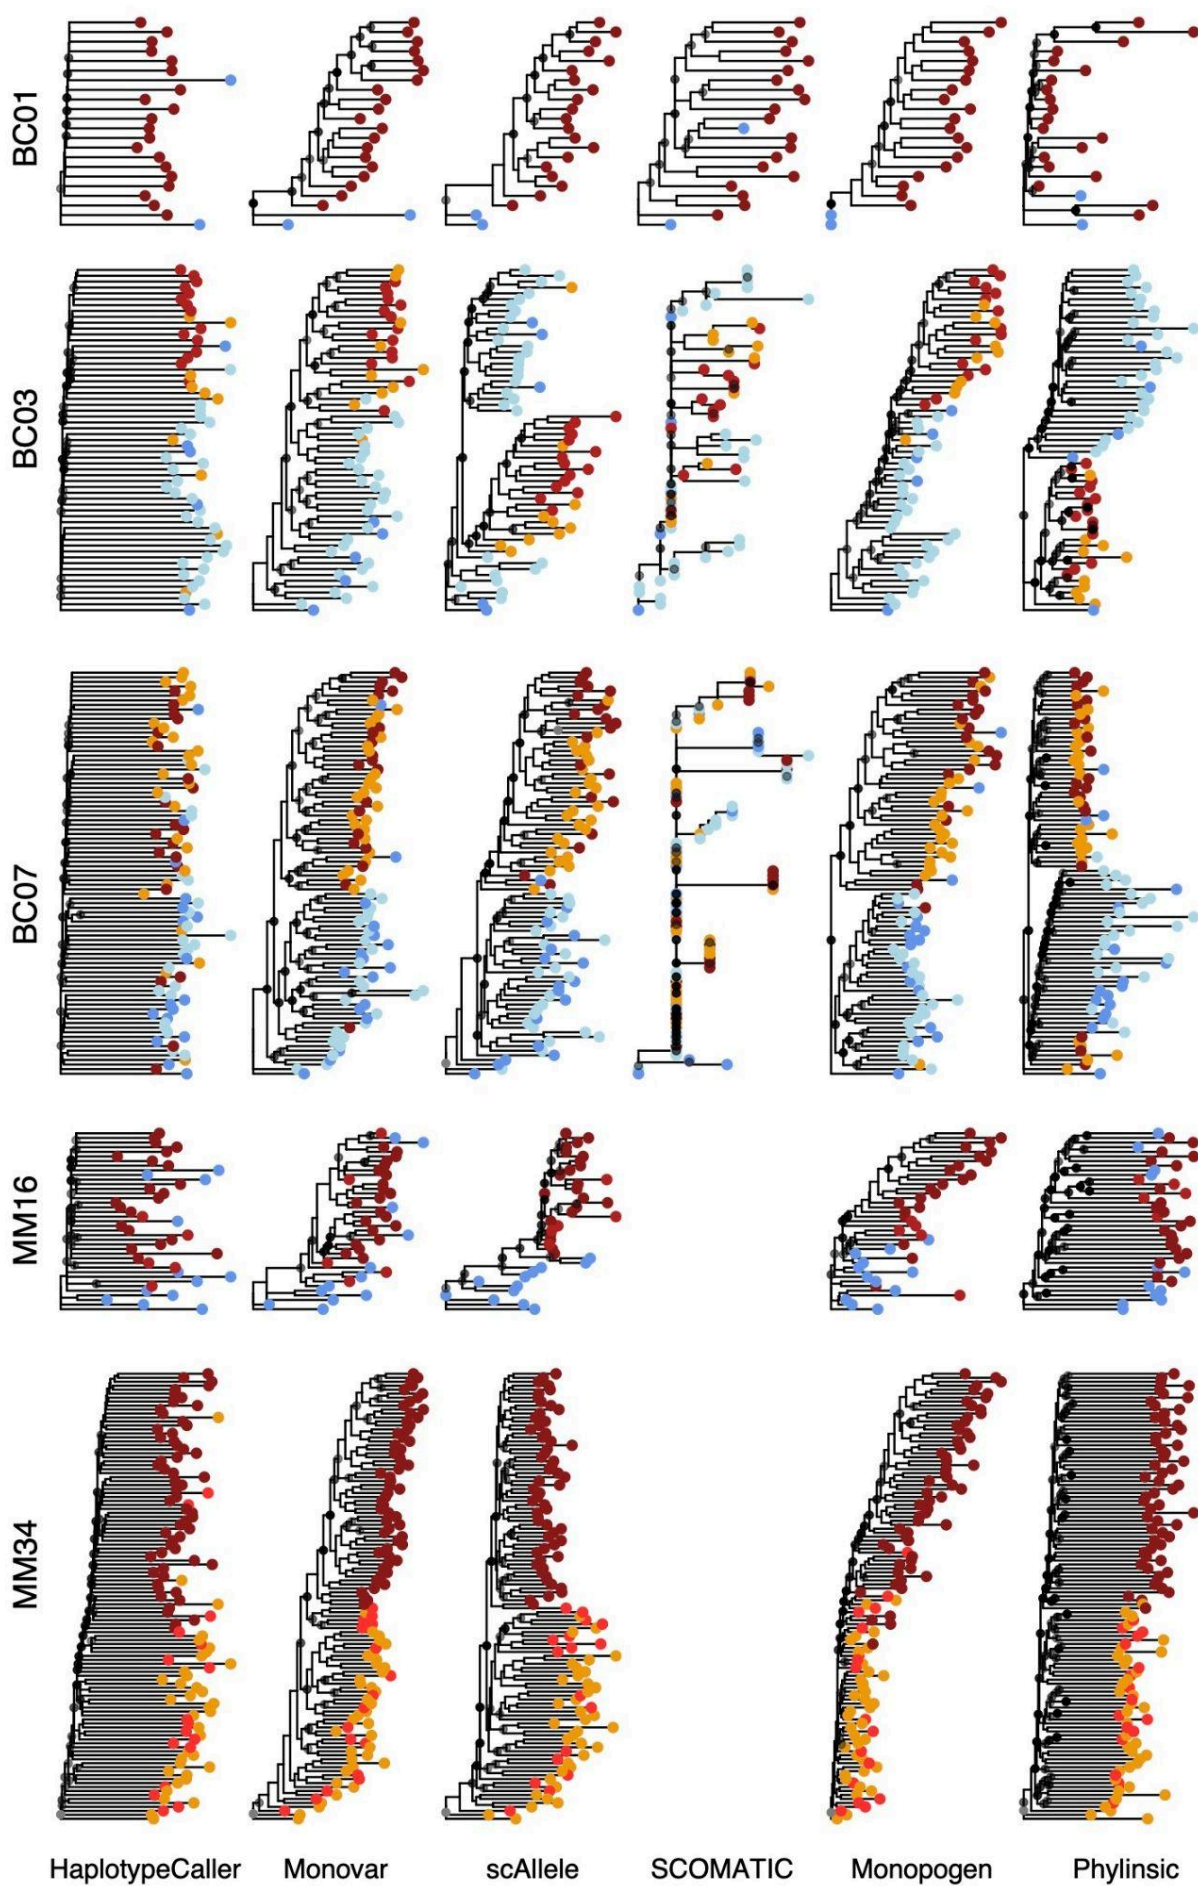 BC01
BC03
BC07
MM16
MM34
HaplotypeCaller Monovar scAllele SCOMATIC Monopogen Phylinsic